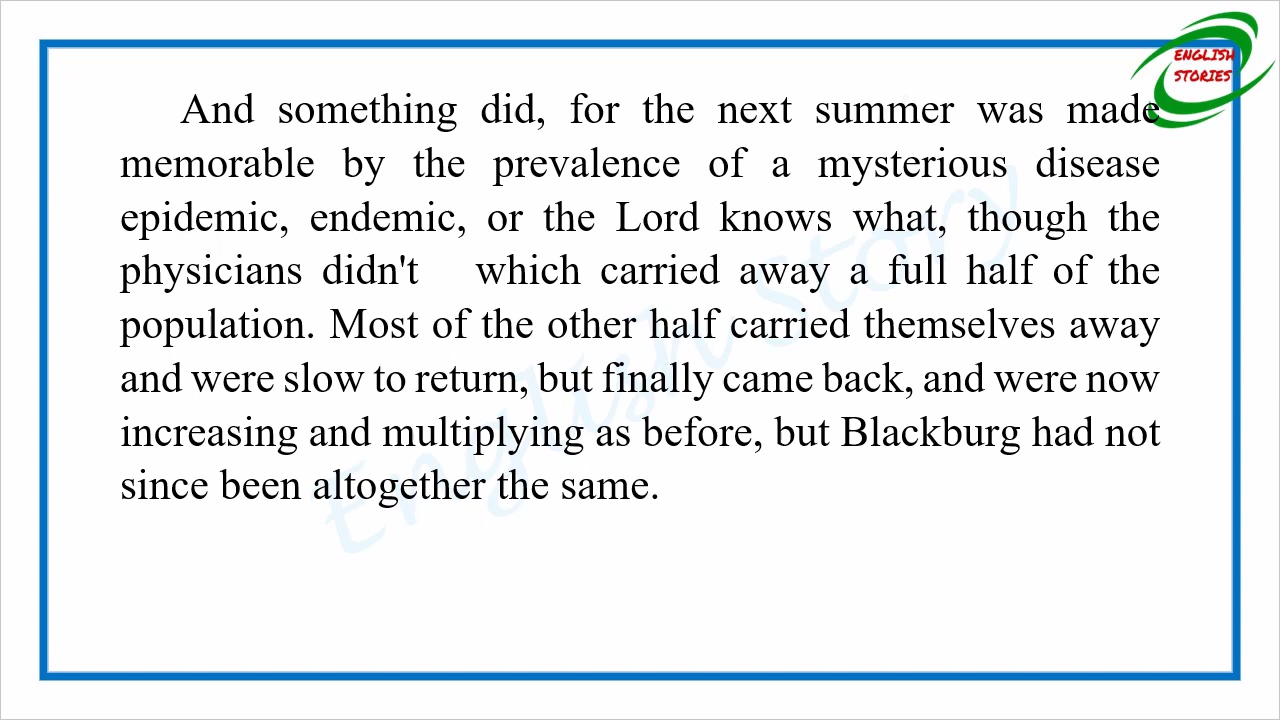 ENGLISH
STORIES
And something did, for the next summer was made
memorable by the prevalence of a mysterious disease
epidemic, endemic, or the Lord knows what, though the
physicians didn't which carried away a full half of the
population. Most of the other half carried themselves away
and were slow to return, but finally came back, and were now
increasing and multiplying as before, but Blackburg had not
since been altogether the same.
English Story